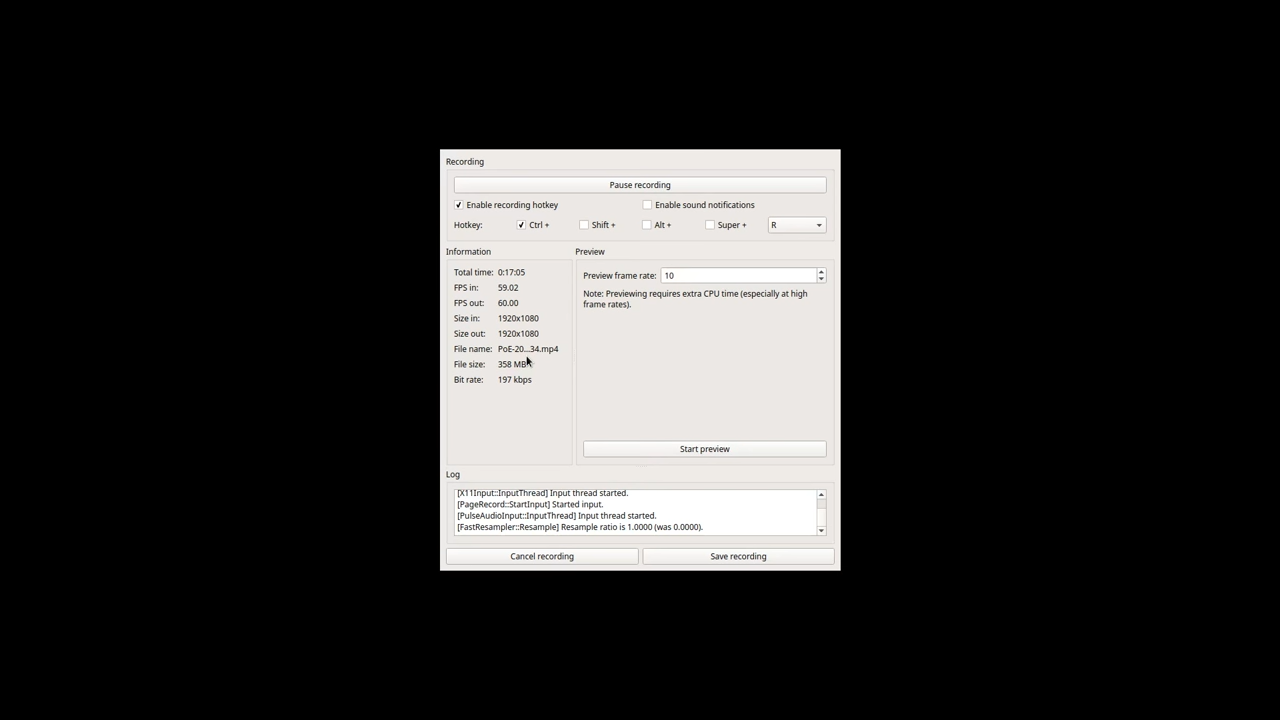 Recording
Pause recording
Enable recording hotkey
Enable sound notifications
Hotkey: Ctrl + Shift + Alt + Super + R
Information
Total time: 0:17:05
FPS in: 59.02
FPS out: 60.00
Size in: 1920x1080
Size out: 1920x1080
File name: PoE-20...34.mp4
File size: 358 MB
Bit rate: 197 kbps
Preview
Preview frame rate: 10
Note: Previewing requires extra CPU time (especially at high
frame rates).
Start preview
Log
[X11Input::InputThread] Input thread started.
[PageRecord::StartInput] Started input.
[PulseAudioInput::InputThread] Input thread started.
[FastResampler::Resample] Resample ratio is 1.0000 (was 0.0000).
Cancel recording
Save recording